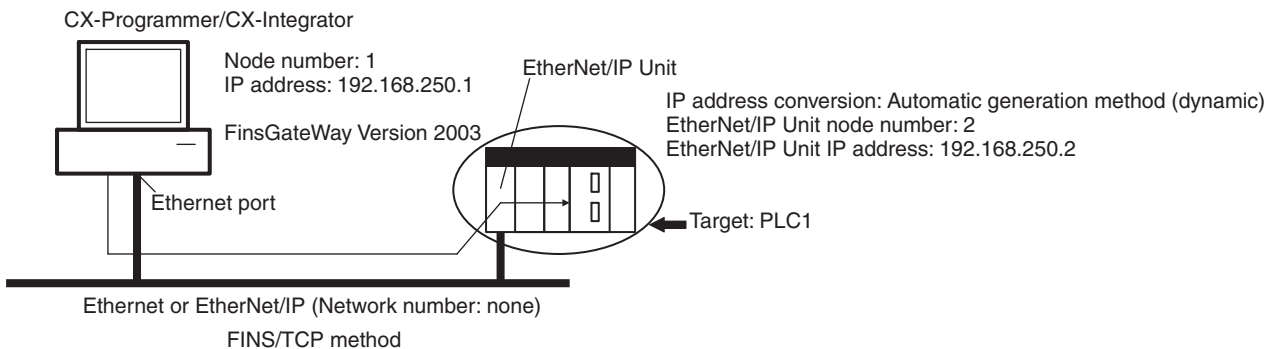 CX-Programmer/CX-Integrator
Node number: 1
IP address: 192.168.250.1
FinsGateWay Version 2003
Ethernet port
EtherNet/IP Unit
IP address conversion: Automatic generation method (dynamic)
EtherNet/IP Unit node number: 2
EtherNet/IP Unit IP address: 192.168.250.2
Target: PLC1
Ethernet or EtherNet/IP (Network number: none)
FINS/TCP method